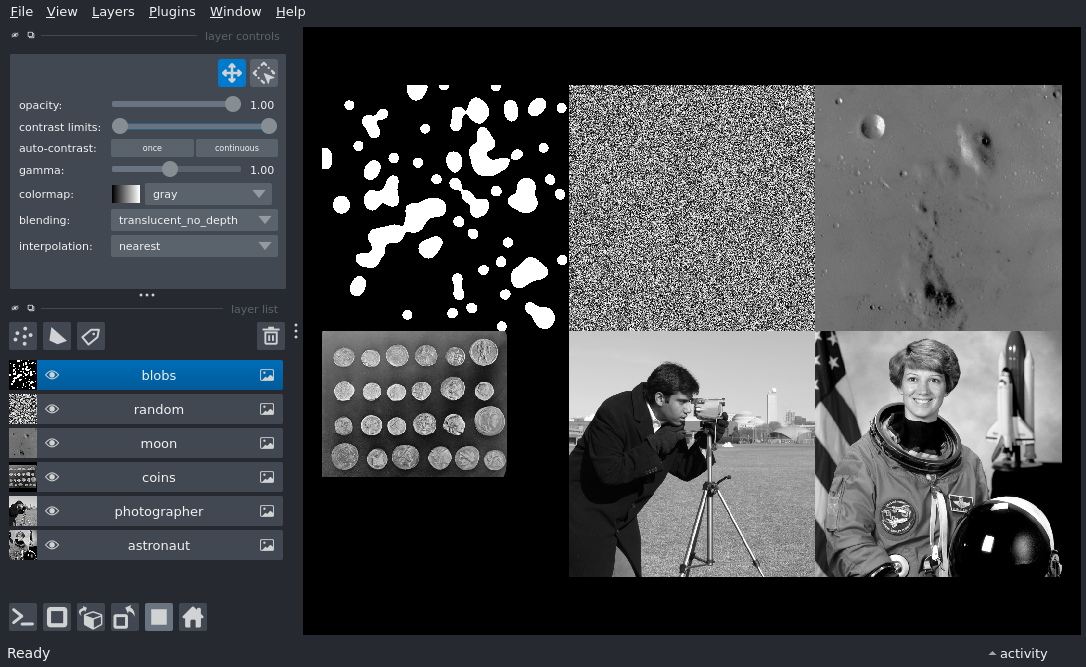 File View Layers Plugins Window Help
layer controls
opacity: 1.00
contrast limits:
auto-contrast: once continuous
gamma: 1.00
colormap: gray
blending: translucent_no_depth
interpolation: nearest
layer list
blobs
random
moon
coins
photographer
astronaut
Ready
activity